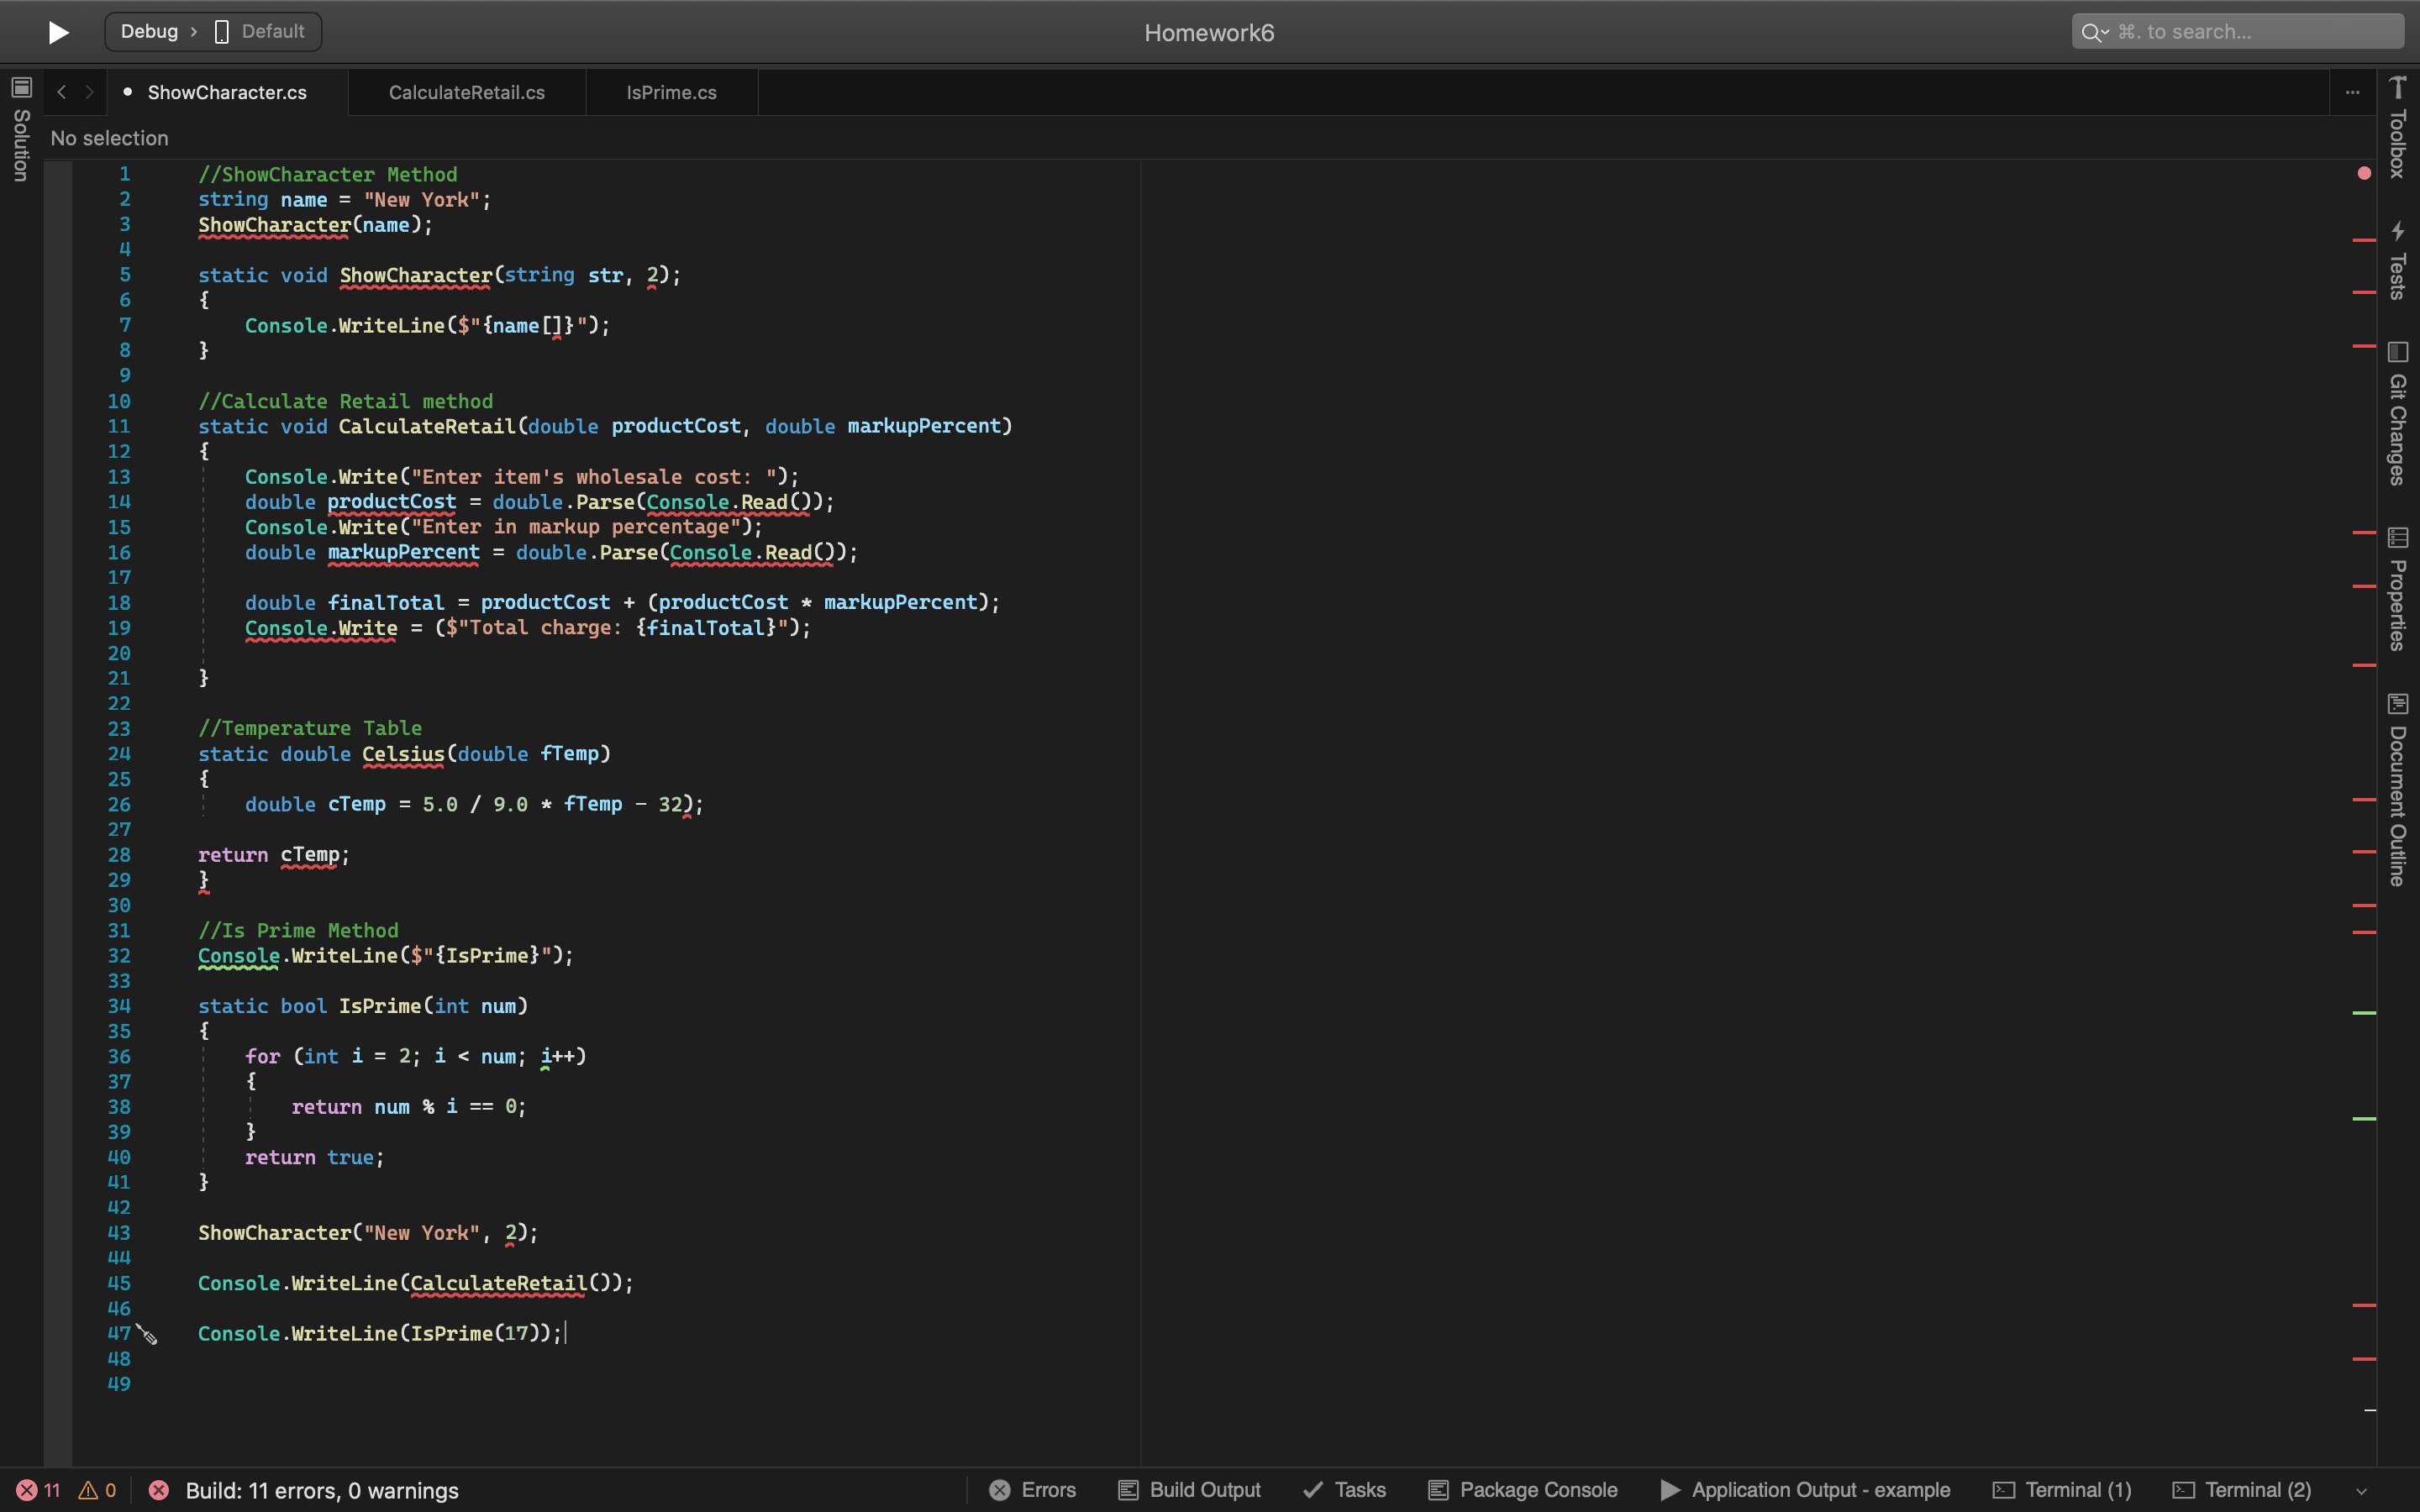 Debug › Default
Homework6
⌘. to search...
ShowCharacter.cs
CalculateRetail.cs
IsPrime.cs
...
Solution
No selection
1 //ShowCharacter Method
2 string name = "New York";
3 ShowCharacter(name);
4
5 static void ShowCharacter(string str, 2);
6 {
7     Console.WriteLine($"{name[]}");
8 }
9
10 //Calculate Retail method
11 static void CalculateRetail(double productCost, double markupPercent)
12 {
13     Console.Write("Enter item's wholesale cost: ");
14     double productCost = double.Parse(Console.Read());
15     Console.Write("Enter in markup percentage");
16     double markupPercent = double.Parse(Console.Read());
17
18     double finalTotal = productCost + (productCost * markupPercent);
19     Console.Write = ($"Total charge: {finalTotal}");
20
21 }
22
23 //Temperature Table
24 static double Celsius(double fTemp)
25 {
26     double cTemp = 5.0 / 9.0 * fTemp - 32);
27
28 return cTemp;
29 }
30
31 //Is Prime Method
32 Console.WriteLine($"{IsPrime}");
33
34 static bool IsPrime(int num)
35 {
36     for (int i = 2; i < num; i++)
37     {
38         return num % i == 0;
39     }
40     return true;
41 }
42
43 ShowCharacter("New York", 2);
44
45 Console.WriteLine(CalculateRetail());
46
47 Console.WriteLine(IsPrime(17));
48
49
Toolbox
Tests
Git Changes
Properties
Document Outline
11 0 Build: 11 errors, 0 warnings
Errors
Build Output
Tasks
Package Console
Application Output - example
Terminal (1)
Terminal (2)